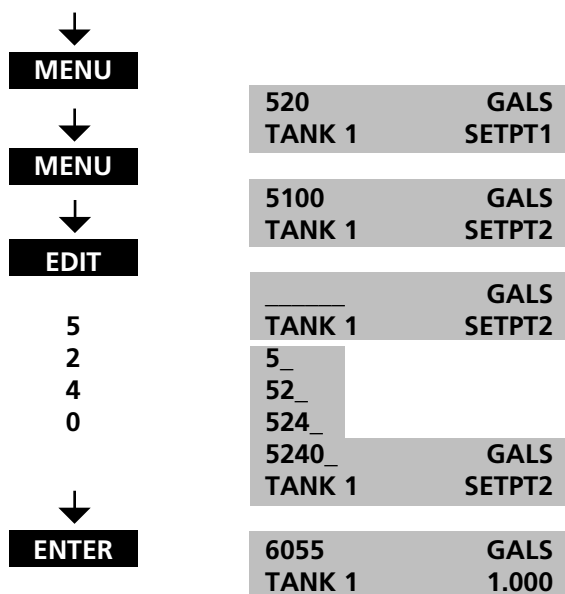 MENU
520 GALS
TANK 1 SETPT1
MENU
5100 GALS
TANK 1 SETPT2
EDIT
______ GALS
5 TANK 1 SETPT2
2 5_
4 52_
0 524_
5240_ GALS
TANK 1 SETPT2
ENTER 6055 GALS
TANK 1 1.000